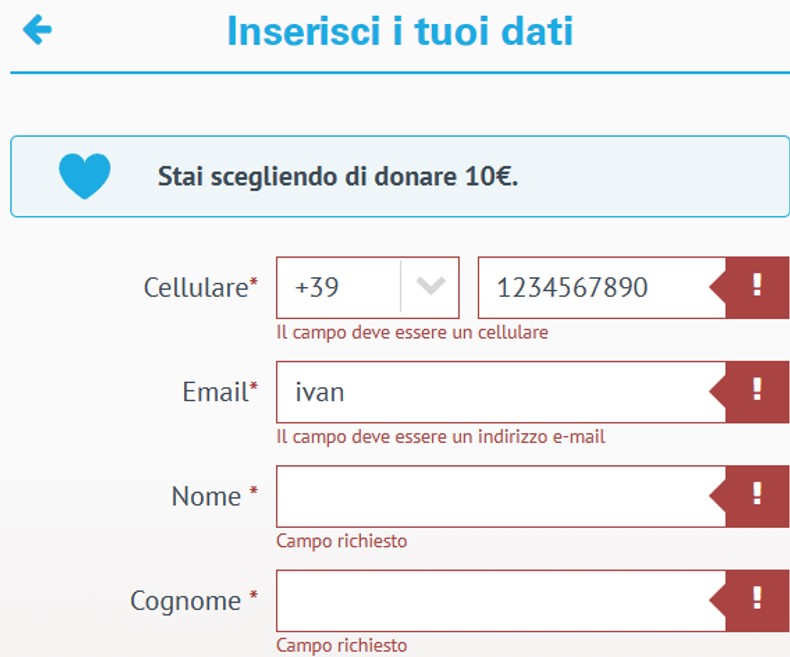 Inserisci i tuoi dati
Stai scegliendo di donare 10€.
Cellulare* +39 1234567890 !
Il campo deve essere un cellulare
Email* ivan !
Il campo deve essere un indirizzo e-mail
Nome * !
Campo richiesto
Cognome * !
Campo richiesto